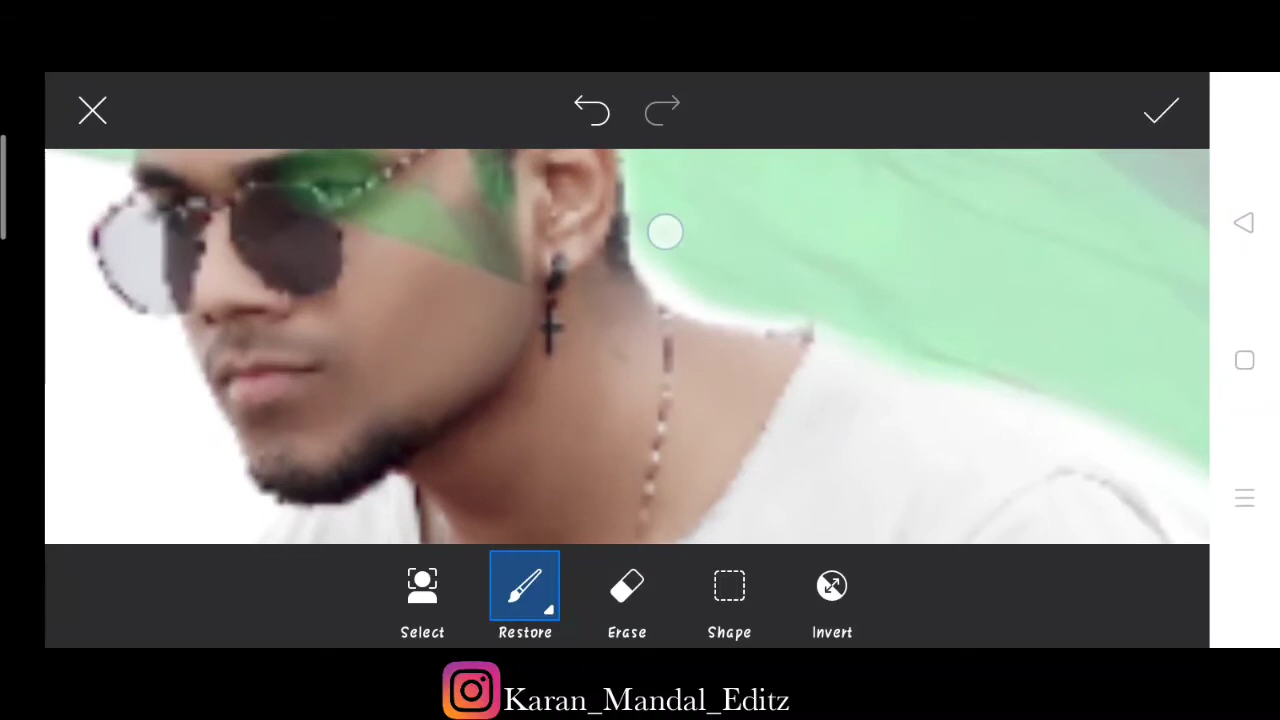 Select
Restore
Erase
Shape
Invert
Karan_Mandal_Editz